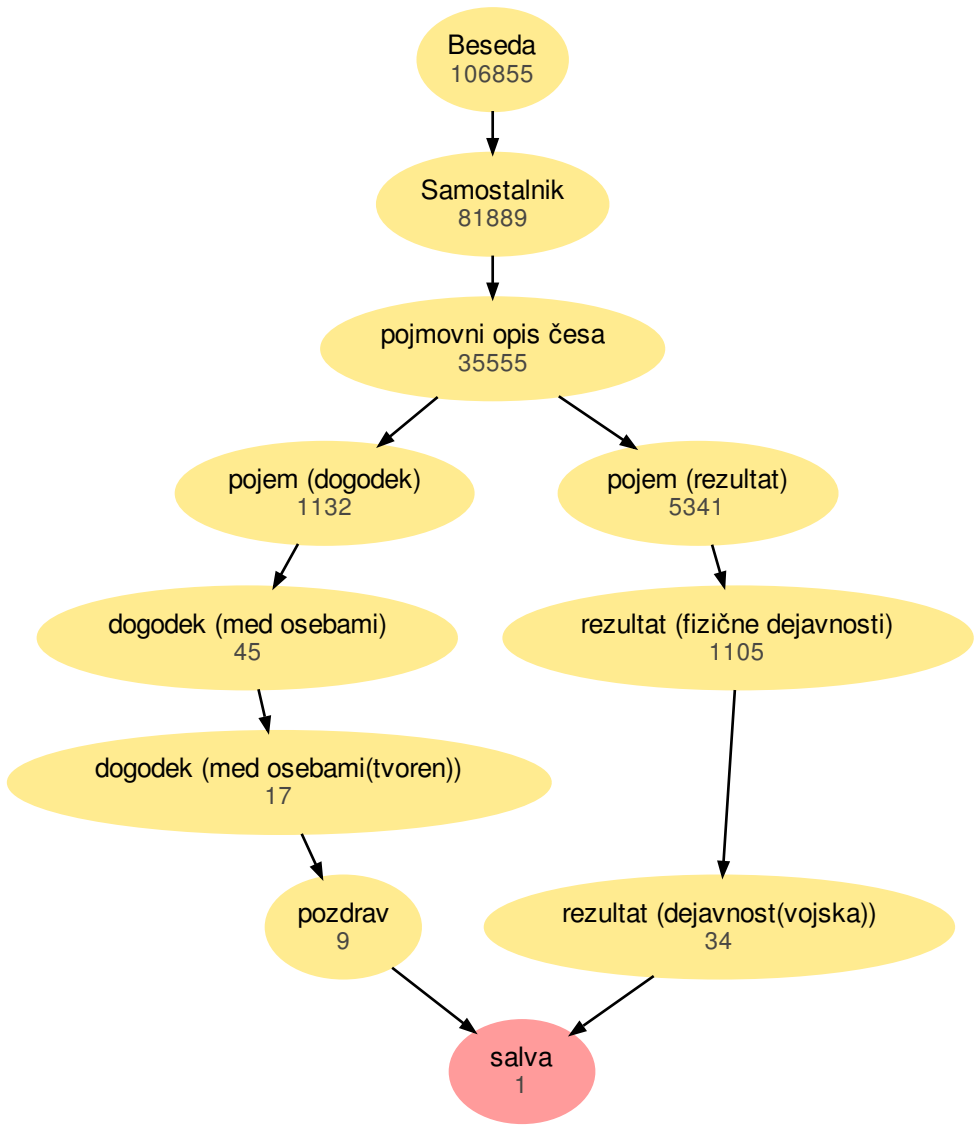 Beseda
106855
Samostalnik
81889
pojmovni opis česa
35555
pojem (dogodek)
1132
pojem (rezultat)
5341
dogodek (med osebami)
45
rezultat (fizične dejavnosti)
1105
dogodek (med osebami(tvoren))
17
pozdrav
9
rezultat (dejavnost(vojska))
34
salva
1